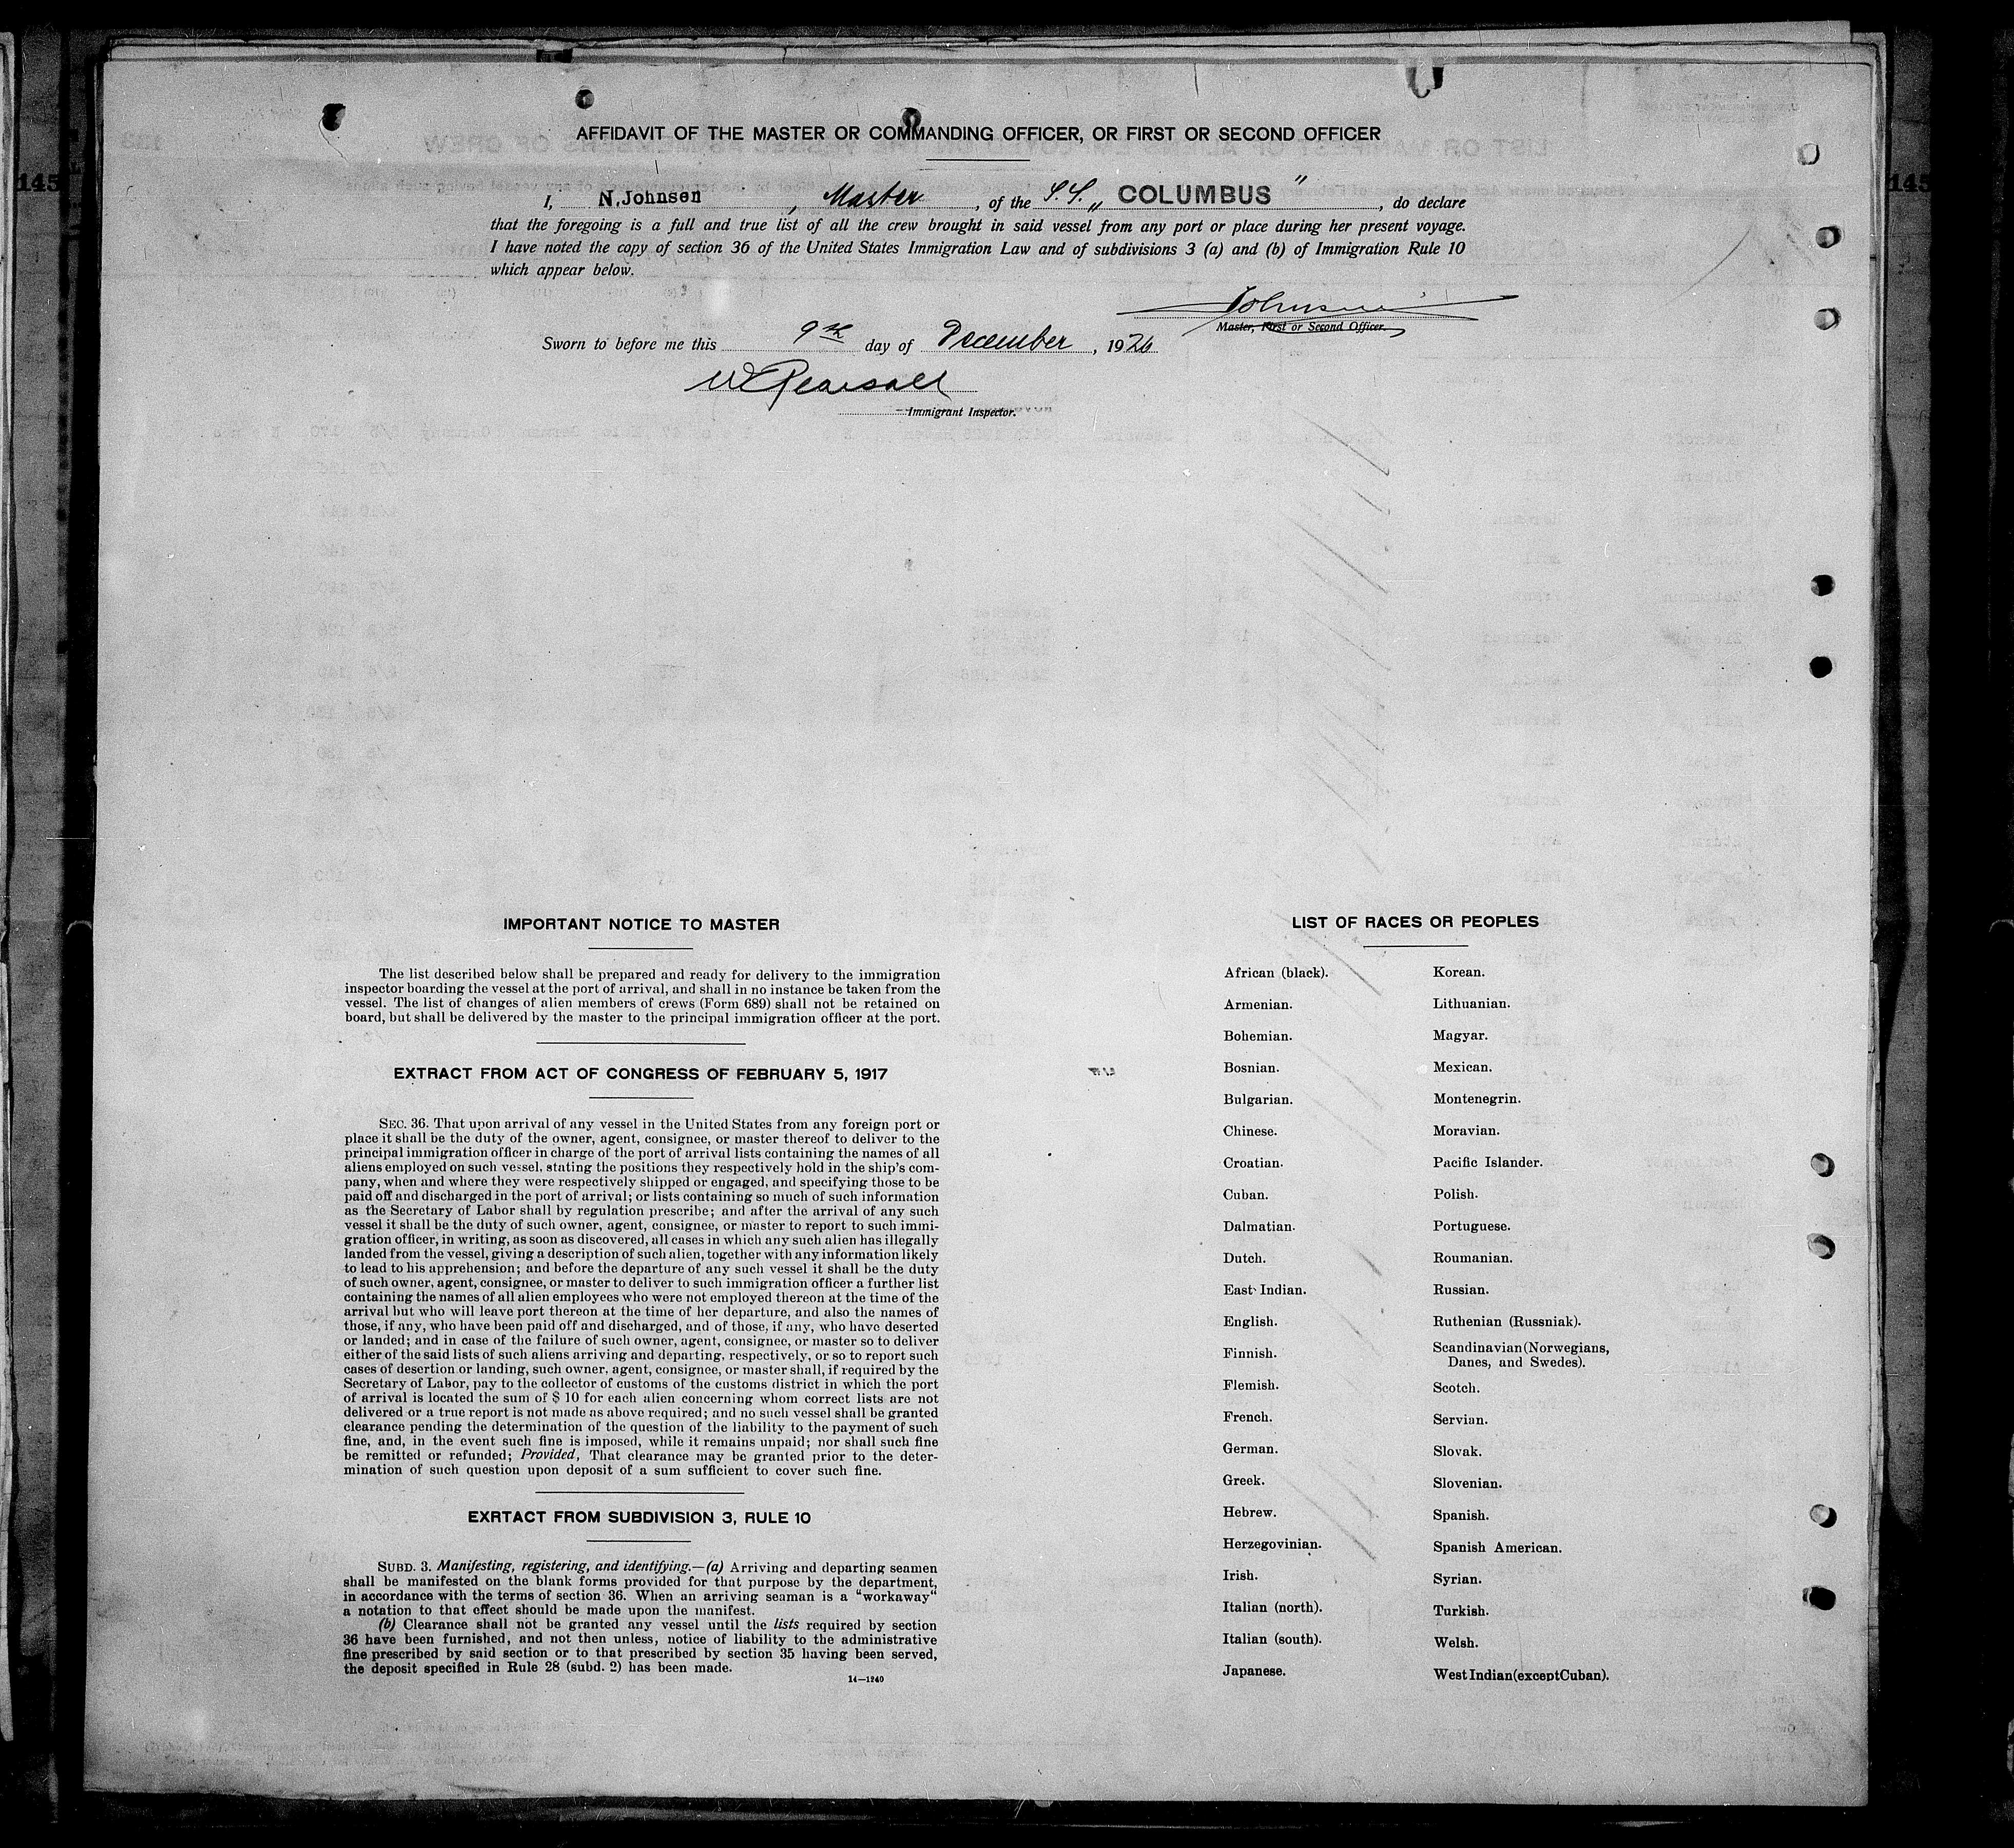 AFFIDAVIT OF THE MASTER OR COMMANDING OFFICER, OR FIRST OR SECOND OFFICER
145
145
I, N. Johnsen, Master, of the S.S. „ COLUMBUS ", do declare
that the foregoing is a full and true list of all the crew brought in said vessel from any port or place during her present voyage.
I have noted the copy of section 36 of the United States Immigration Law and of subdivisions 3 (a) and (b) of Immigration Rule 10
which appear below.
Johnsen
Master, First or Second Officer.
Sworn to before me this 9th day of December, 1926
W Pearsall
Immigrant Inspector.
IMPORTANT NOTICE TO MASTER
The list described below shall be prepared and ready for delivery to the immigration
inspector boarding the vessel at the port of arrival, and shall in no instance be taken from the
vessel. The list of changes of alien members of crews (Form 689) shall not be retained on
board, but shall be delivered by the master to the principal immigration officer at the port.
EXTRACT FROM ACT OF CONGRESS OF FEBRUARY 5, 1917
SEC. 36. That upon arrival of any vessel in the United States from any foreign port or
place it shall be the duty of the owner, agent, consignee, or master thereof to deliver to the
principal immigration officer in charge of the port of arrival lists containing the names of all
aliens employed on such vessel, stating the positions they respectively hold in the ship's com-
pany, when and where they were respectively shipped or engaged, and specifying those to be
paid off and discharged in the port of arrival; or lists containing so much of such information
as the Secretary of Labor shall by regulation prescribe; and after the arrival of any such
vessel it shall be the duty of such owner, agent, consignee, or master to report to such immi-
gration officer, in writing, as soon as discovered, all cases in which any such alien has illegally
landed from the vessel, giving a description of such alien, together with any information likely
to lead to his apprehension; and before the departure of any such vessel it shall be the duty
of such owner, agent, consignee, or master to deliver to such immigration officer a further list
containing the names of all alien employees who were not employed thereon at the time of the
arrival but who will leave port thereon at the time of her departure, and also the names of
those, if any, who have been paid off and discharged, and of those, if any, who have deserted
or landed; and in case of the failure of such owner, agent, consignee, or master so to deliver
either of the said lists of such aliens arriving and departing, respectively, or so to report such
cases of desertion or landing, such owner, agent, consignee, or master shall, if required by the
Secretary of Labor, pay to the collector of customs of the customs district in which the port
of arrival is located the sum of $ 10 for each alien concerning whom correct lists are not
delivered or a true report is not made as above required; and no such vessel shall be granted
clearance pending the determination of the question of the liability to the payment of such
fine, and, in the event such fine is imposed, while it remains unpaid; nor shall such fine
be remitted or refunded; Provided, That clearance may be granted prior to the deter-
mination of such question upon deposit of a sum sufficient to cover such fine.
EXRTACT FROM SUBDIVISION 3, RULE 10
SUBD. 3. Manifesting, registering, and identifying.—(a) Arriving and departing seamen
shall be manifested on the blank forms provided for that purpose by the department,
in accordance with the terms of section 36. When an arriving seaman is a "workaway"
a notation to that effect should be made upon the manifest.
(b) Clearance shall not be granted any vessel until the lists required by section
36 have been furnished, and not then unless, notice of liability to the administrative
fine prescribed by said section or to that prescribed by section 35 having been served,
the deposit specified in Rule 28 (subd. 2) has been made.
14—1240
LIST OF RACES OR PEOPLES
African (black).
Armenian.
Bohemian.
Bosnian.
Bulgarian.
Chinese.
Croatian.
Cuban.
Dalmatian.
Dutch.
East Indian.
English.
Finnish.
Flemish.
French.
German.
Greek.
Hebrew.
Herzegovinian.
Irish.
Italian (north).
Italian (south).
Japanese.
Korean.
Lithuanian.
Magyar.
Mexican.
Montenegrin.
Moravian.
Pacific Islander.
Polish.
Portuguese.
Roumanian.
Russian.
Ruthenian (Russniak).
Scandinavian (Norwegians,
Danes, and Swedes).
Scotch.
Servian.
Slovak.
Slovenian.
Spanish.
Spanish American.
Syrian.
Turkish.
Welsh.
West Indian (except Cuban).